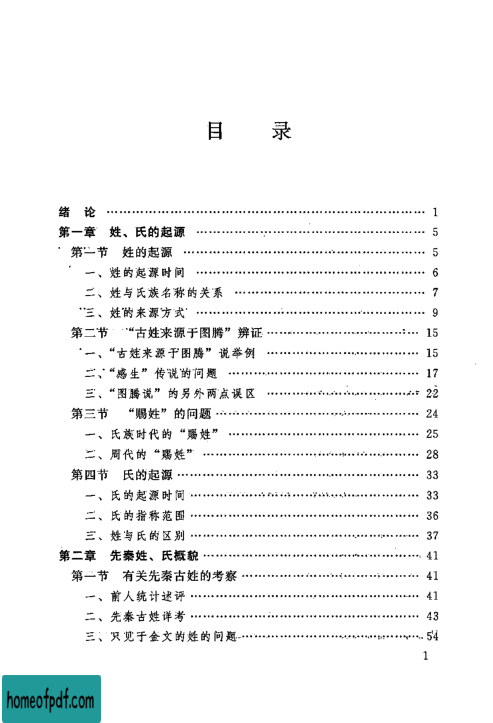 目 录
绪 论 …………………………………………… 1
第一章 姓、氏的起源 …………………………………………… 5
第一节 姓的起源 …………………………………………… 5
一、姓的起源时间 …………………………………………… 6
二、姓与氏族名称的关系 …………………………………………… 7
三、姓的来源方式 …………………………………………… 9
第二节 “古姓来源于图腾”辨证 …………………………………………… 15
一、“古姓来源于图腾”说举例 …………………………………………… 15
二、“感生”传说的问题 …………………………………………… 17
三、“图腾说”的另外两点误区 …………………………………………… 22
第三节 “赐姓”的问题 …………………………………………… 24
一、氏族时代的“赐姓” …………………………………………… 25
二、周代的“赐姓” …………………………………………… 28
第四节 氏的起源 …………………………………………… 33
一、氏的起源时间 …………………………………………… 33
二、氏的指称范围 …………………………………………… 36
三、姓与氏的区别 …………………………………………… 37
第二章 先秦姓、氏概貌 …………………………………………… 41
第一节 有关先秦古姓的考察 …………………………………………… 41
一、前人统计述评 …………………………………………… 41
二、先秦古姓详考 …………………………………………… 43
三、只见于金文的姓的问题 …………………………………………… 54
1
homeofpdf.com